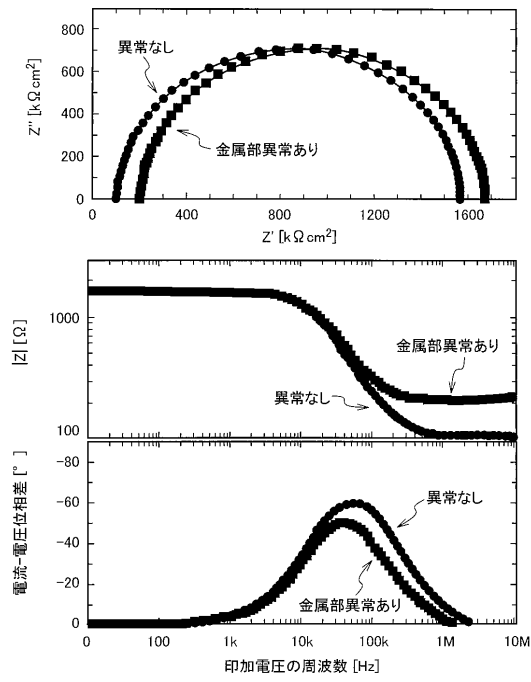 800
600
400
200
0
Z'' [kΩcm²]
異常なし
金属部異常あり
0 400 800 1200 1600
Z' [kΩcm²]
1000
100
|Z| [Ω]
金属部異常あり
異常なし
-80
-60
-40
-20
0
電流-電圧位相差 [°]
異常なし
金属部異常あり
0 100 1k 10k 100k 1M 10M
印加電圧の周波数 [Hz]